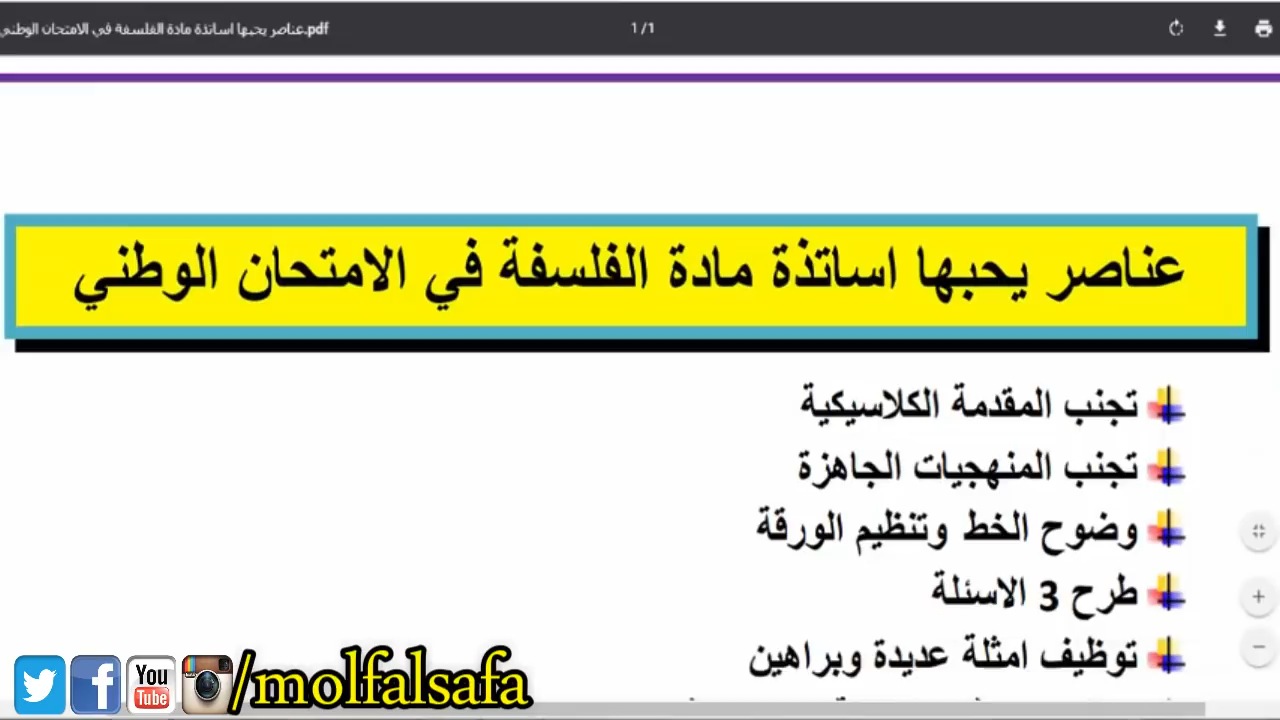 عناصر يحبها اساتذة مادة الفلسفة في الامتحان الوطني.pdf
1 / 1
عناصر يحبها اساتذة مادة الفلسفة في الامتحان الوطني
تجنب المقدمة الكلاسيكية
تجنب المنهجيات الجاهزة
وضوح الخط وتنظيم الورقة
طرح 3 الاسئلة
توظيف امثلة عديدة وبراهين
You Tube
/molfalsafa